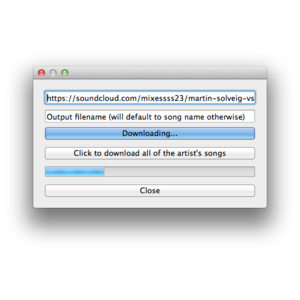 https://soundcloud.com/mixessss23/martin-solveig-vs
Output filename (will default to song name otherwise)
Downloading...
Click to download all of the artist's songs
Close